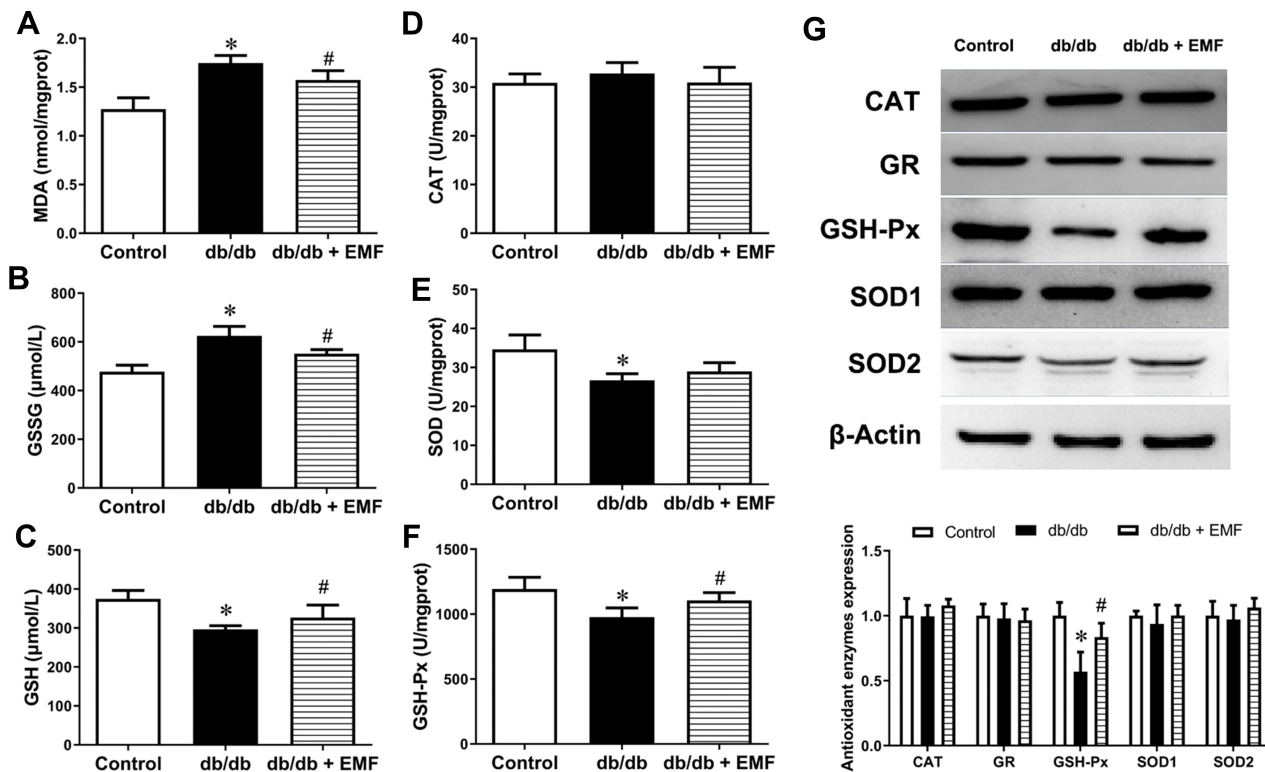 A
MDA (nmol/mgprot)
2.0
1.5
1.0
0.5
0.0
*
#
Control
db/db
db/db + EMF
B
GSSG (μmol/L)
800
600
400
200
0
*
#
Control
db/db
db/db + EMF
C
GSH (μmol/L)
500
400
300
200
100
0
*
#
Control
db/db
db/db + EMF
D
CAT (U/mgprot)
40
30
20
10
0
Control
db/db
db/db + EMF
E
SOD (U/mgprot)
50
40
30
20
10
0
*
Control
db/db
db/db + EMF
F
GSH-Px (U/mgprot)
1500
1000
500
0
*
#
Control
db/db
db/db + EMF
G
Control
db/db
db/db + EMF
CAT
GR
GSH-Px
SOD1
SOD2
β-Actin
Control
db/db
db/db + EMF
Antioxidant enzymes expression
1.5
1.0
0.5
0.0
*
#
CAT
GR
GSH-Px
SOD1
SOD2